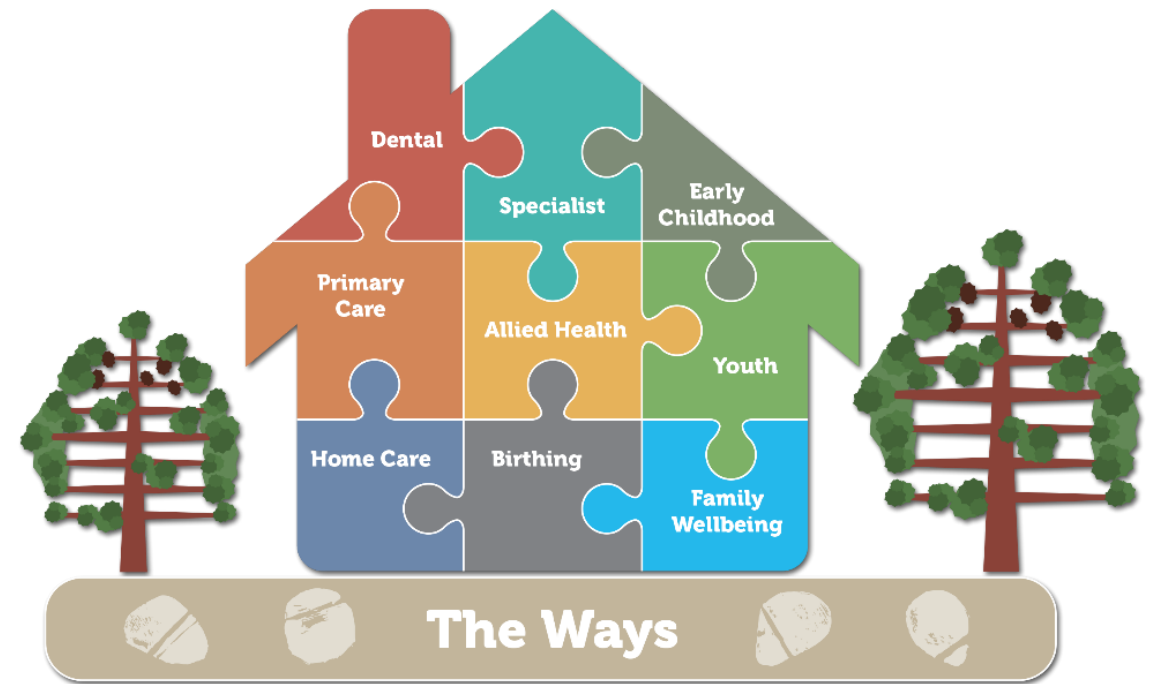 Dental
Specialist
Early
Childhood
Primary
Care
Allied Health
Youth
Home Care
Birthing
Family
Wellbeing
The Ways